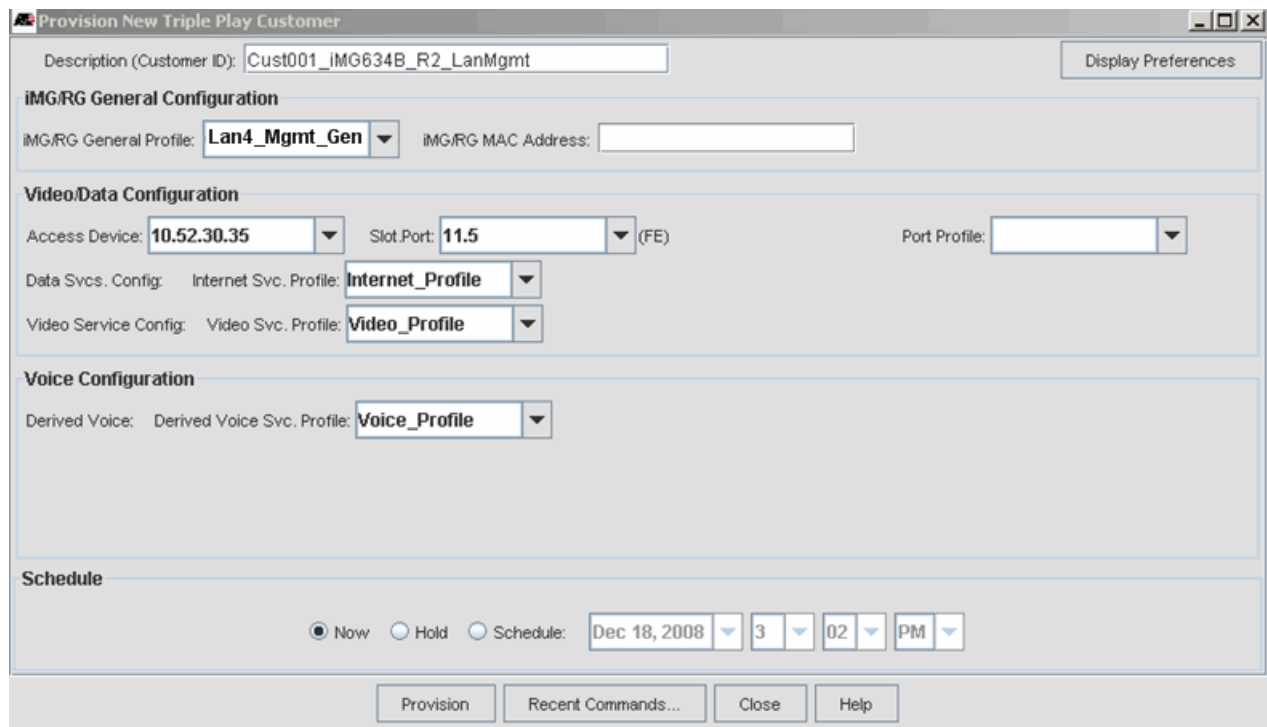 Provision New Triple Play Customer
Description (Customer ID): Cust001_iMG634B_R2_LanMgmt Display Preferences
iMG/RG General Configuration
iMG/RG General Profile: Lan4_Mgmt_Gen iMG/RG MAC Address:
Video/Data Configuration
Access Device: 10.52.30.35 Slot.Port: 11.5 (FE) Port Profile:
Data Svcs. Config: Internet Svc. Profile: Internet_Profile
Video Service Config: Video Svc. Profile: Video_Profile
Voice Configuration
Derived Voice: Derived Voice Svc. Profile: Voice_Profile
Schedule
Now Hold Schedule: Dec 18, 2008 3 02 PM
Provision Recent Commands... Close Help